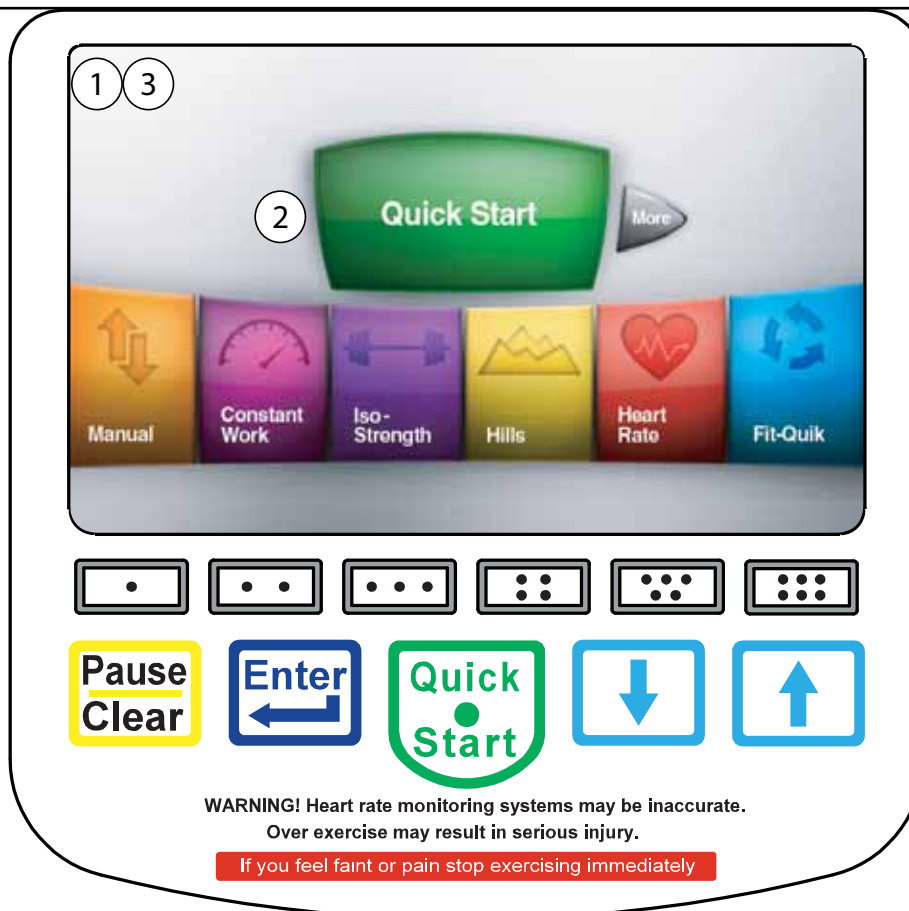 1 3
2
Quick Start
More
Manual
Constant
Work
Iso-
Strength
Hills
Heart
Rate
Fit-Quik
Pause
Clear
Enter
Quick
Start
WARNING! Heart rate monitoring systems may be inaccurate.
Over exercise may result in serious injury.
If you feel faint or pain stop exercising immediately